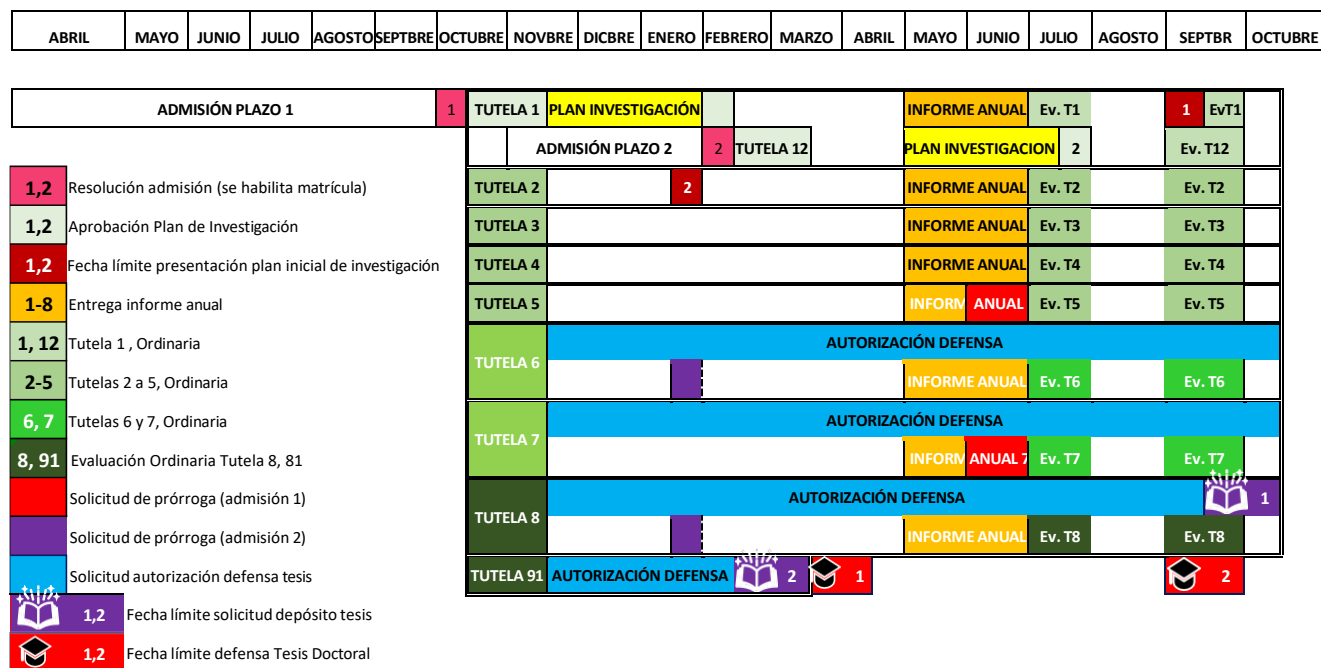 ABRIL MAYO JUNIO JULIO AGOSTO SEPTBRE OCTUBRE NOVBRE DICBRE ENERO FEBRERO MARZO ABRIL MAYO JUNIO JULIO AGOSTO SEPTBR OCTUBRE
ADMISIÓN PLAZO 1 1 TUTELA 1 PLAN INVESTIGACIÓN INFORME ANUAL Ev. T1 1 EvT1
ADMISIÓN PLAZO 2 2 TUTELA 12 PLAN INVESTIGACION 2 Ev. T12
1,2 Resolución admisión (se habilita matrícula) TUTELA 2 2 INFORME ANUAL Ev. T2 Ev. T2
1,2 Aprobación Plan de Investigación TUTELA 3 INFORME ANUAL Ev. T3 Ev. T3
1,2 Fecha límite presentación plan inicial de investigación TUTELA 4 INFORME ANUAL Ev. T4 Ev. T4
1-8 Entrega informe anual TUTELA 5 INFORM ANUAL Ev. T5 Ev. T5
1, 12 Tutela 1 , Ordinaria TUTELA 6 AUTORIZACIÓN DEFENSA
2-5 Tutelas 2 a 5, Ordinaria INFORME ANUAL Ev. T6 Ev. T6
6, 7 Tutelas 6 y 7, Ordinaria TUTELA 7 AUTORIZACIÓN DEFENSA
8, 91 Evaluación Ordinaria Tutela 8, 81 INFORM ANUAL 7 Ev. T7 Ev. T7
Solicitud de prórroga (admisión 1) TUTELA 8 AUTORIZACIÓN DEFENSA 1
Solicitud de prórroga (admisión 2) INFORME ANUAL Ev. T8 Ev. T8
Solicitud autorización defensa tesis TUTELA 91 AUTORIZACIÓN DEFENSA 2 1 2
1,2 Fecha límite solicitud depósito tesis
1,2 Fecha límite defensa Tesis Doctoral